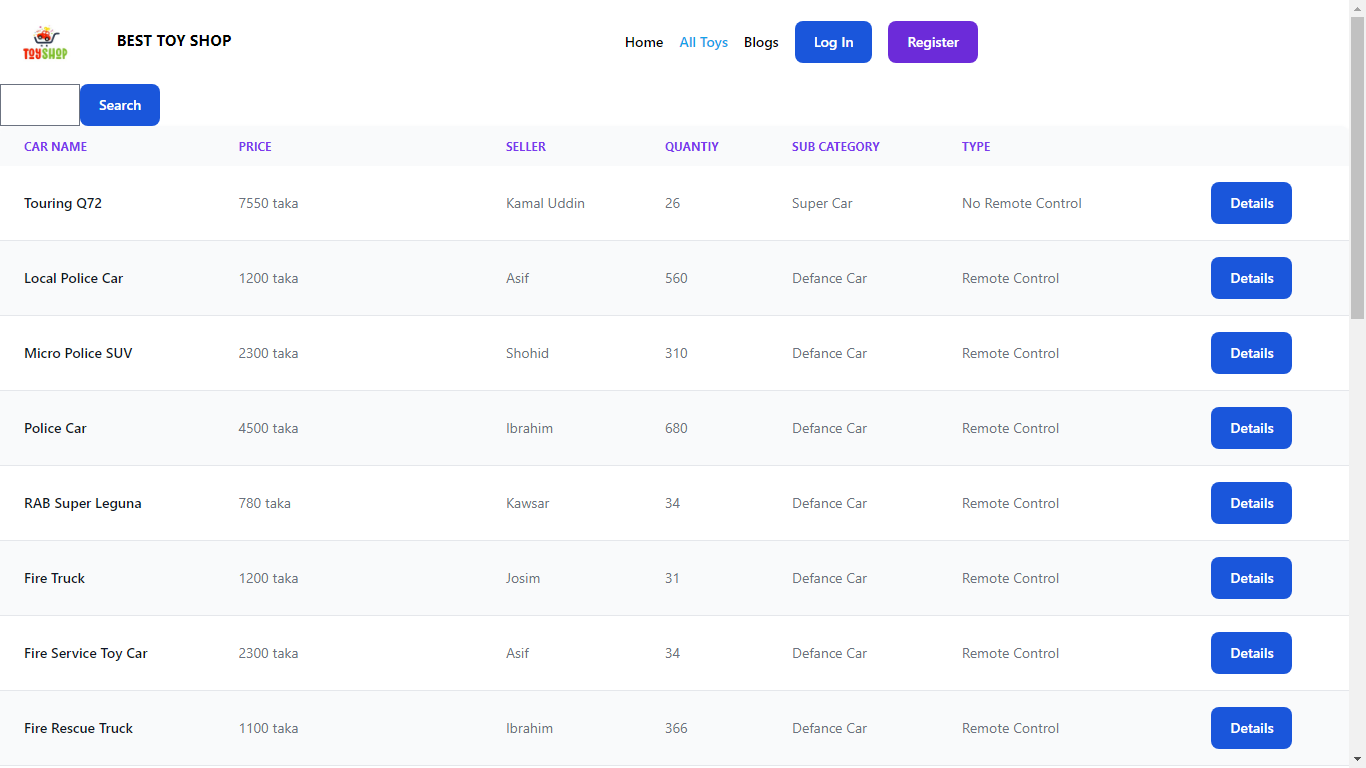 TOYSHOP
BEST TOY SHOP
Home All Toys Blogs Log In Register
Search
CAR NAME PRICE SELLER QUANTIY SUB CATEGORY TYPE
Touring Q72 7550 taka Kamal Uddin 26 Super Car No Remote Control Details
Local Police Car 1200 taka Asif 560 Defance Car Remote Control Details
Micro Police SUV 2300 taka Shohid 310 Defance Car Remote Control Details
Police Car 4500 taka Ibrahim 680 Defance Car Remote Control Details
RAB Super Leguna 780 taka Kawsar 34 Defance Car Remote Control Details
Fire Truck 1200 taka Josim 31 Defance Car Remote Control Details
Fire Service Toy Car 2300 taka Asif 34 Defance Car Remote Control Details
Fire Rescue Truck 1100 taka Ibrahim 366 Defance Car Remote Control Details